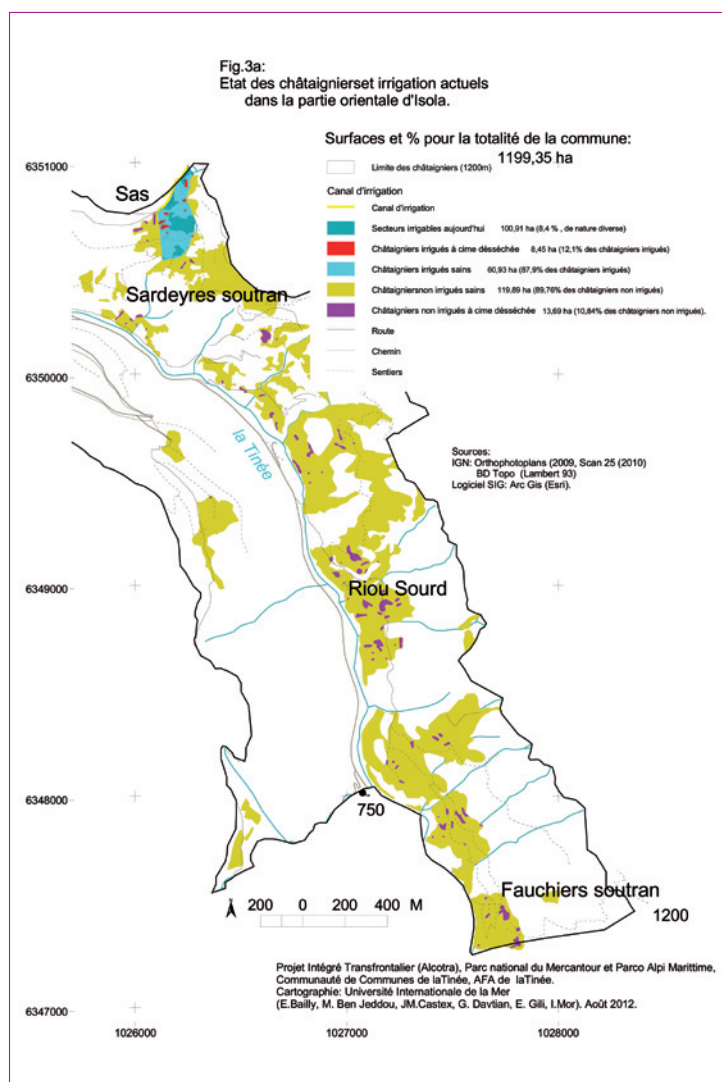 Fig.3a:
Etat des châtaignierset irrigation actuels
dans la partie orientale d'Isola.
Surfaces et % pour la totalité de la commune:
1199,35 ha
Limite des châtaigniers (1200m)
Canal d'irrigation
Canal d'irrigation
Secteurs irrigables aujourd'hui 100,91 ha (8,4 % , de nature diverse)
Châtaigniers irrigués à cime désséchée 8,45 ha (12,1% des châtaigniers irrigués)
Châtaigniers irrigués sains 60,93 ha (87,9% des châtaigniers irrigués)
Châtaigniersnon irrigués sains 119,89 ha (89,76% des châtaigniers non irrigués)
Châtaigniers non irrigués à cime désséchée 13,69 ha (10,84% des châtaigniers non irrigués).
Route
Chemin
Sentiers
6351000
Sas
Sardeyres soutran
6350000
la Tinée
Sources:
IGN: Orthophotoplans (2009, Scan 25 (2010)
BD Topo (Lambert 93)
Logiciel SIG: Arc Gis (Esri).
6349000
Riou Sourd
6348000
750
Fauchiers soutran
1200
200 0 200 400 M
Projet Intégré Transfrontalier (Alcotra), Parc national du Mercantour et Parco Alpi Marittime,
Communauté de Communes de laTinée, AFA de laTinée.
Cartographie: Université Internationale de la Mer
(E.Bailly, M. Ben Jeddou, JM.Castex, G. Davtian, E. Gili, I.Mor). Août 2012.
6347000
1026000 1027000 1028000